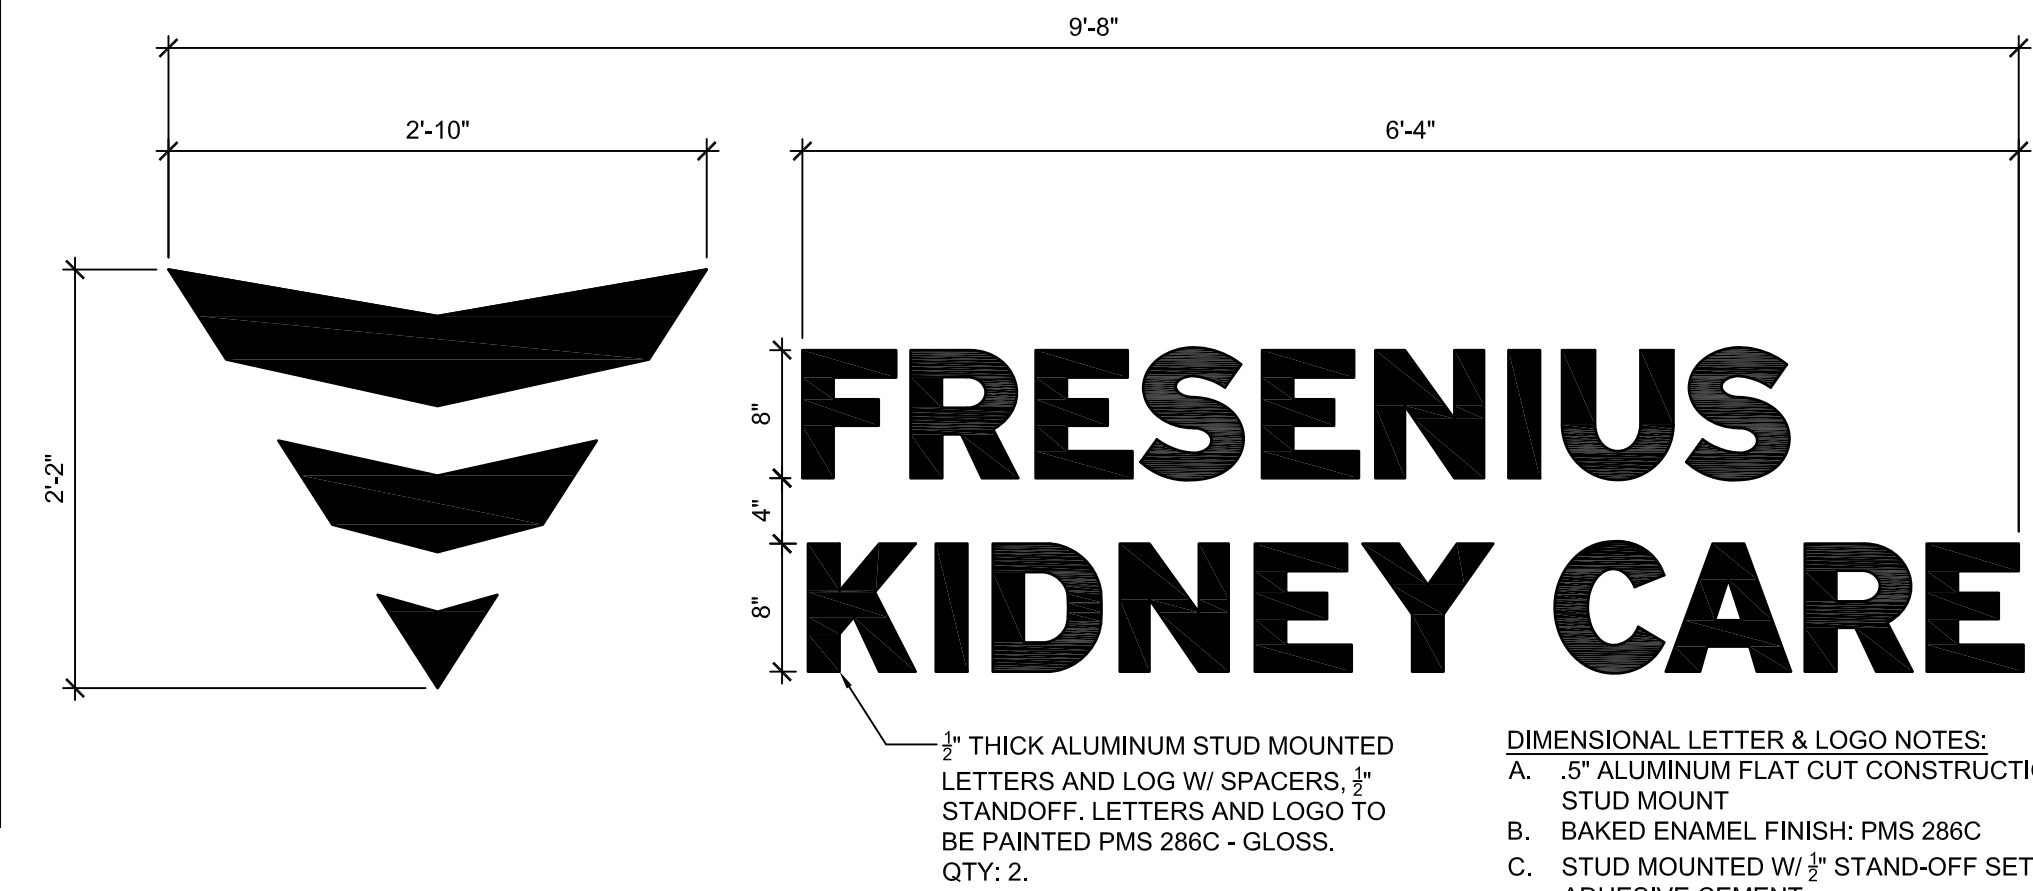 9'-8"
2'-10"
6'-4"
2'-2"
8"
FRESENIUS
4"
8"
KIDNEY CARE
½" THICK ALUMINUM STUD MOUNTED
LETTERS AND LOG W/ SPACERS, ½"
STANDOFF. LETTERS AND LOGO TO
BE PAINTED PMS 286C - GLOSS.
QTY: 2.
DIMENSIONAL LETTER & LOGO NOTES:
A. .5" ALUMINUM FLAT CUT
STUD MOUNT
B. BAKED ENAMEL FINISH: PMS 286C
C. STUD MOUNTED W/ ½" STAND-OFF SET